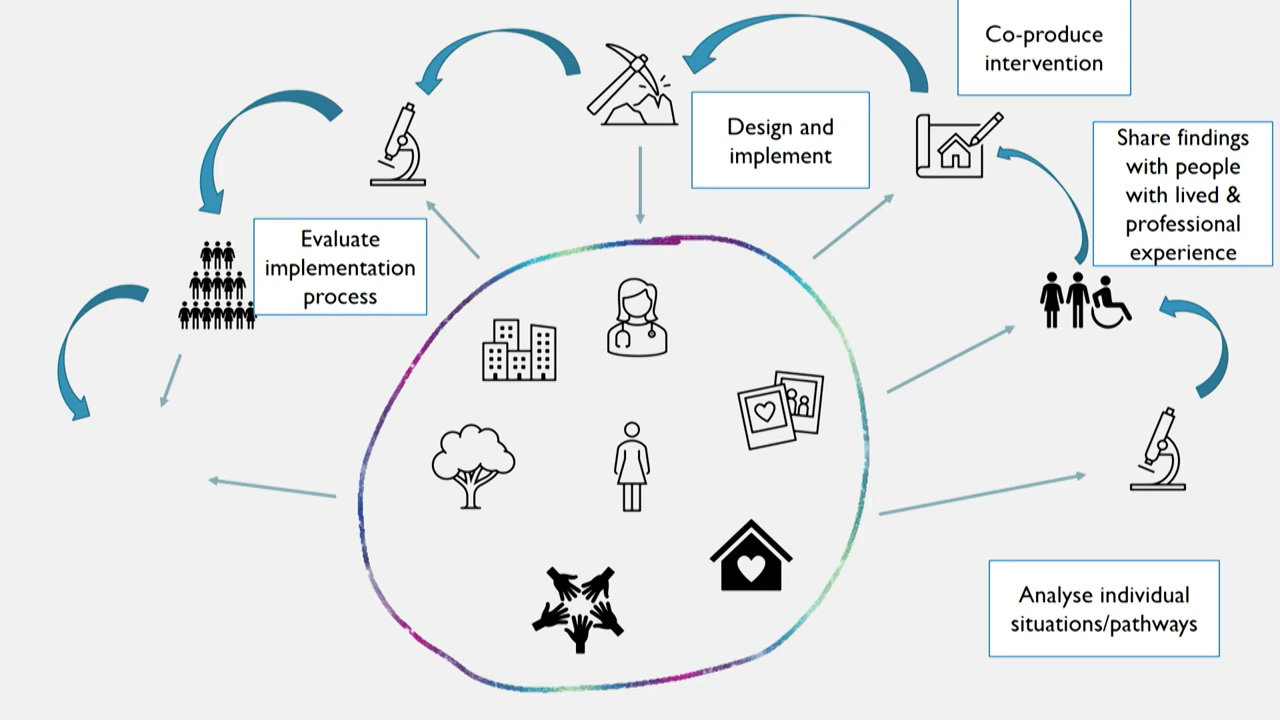 Co-produce
intervention
Design and
implement
Share findings
with people
with lived &
professional
experience
Evaluate
implementation
process
Analyse individual
situations/pathways